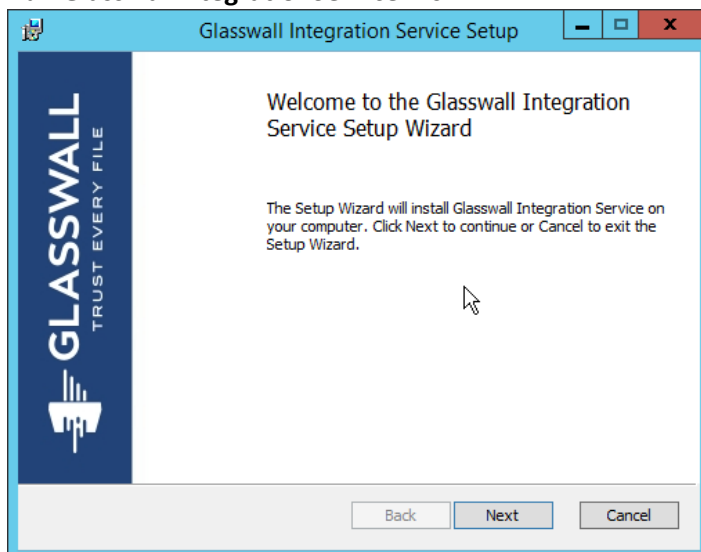 Glasswall Integration Service Setup
GLASSWALL
TRUST EVERY FILE
Welcome to the Glasswall Integration
Service Setup Wizard
The Setup Wizard will install Glasswall Integration Service on
your computer. Click Next to continue or Cancel to exit the
Setup Wizard.
Back Next Cancel